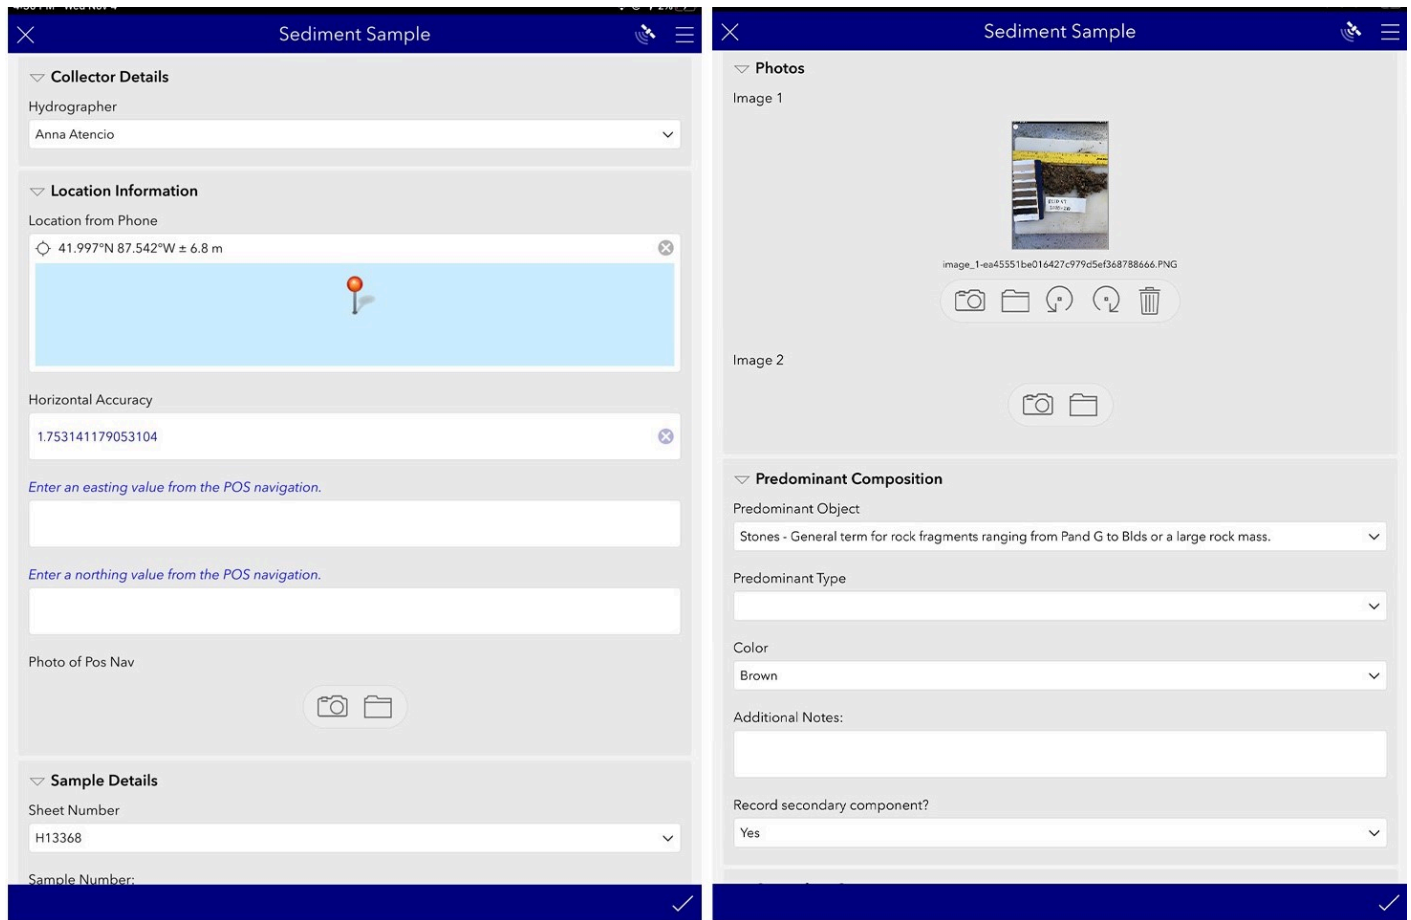 Sediment Sample
Collector Details
Hydrographer
Anna Atencio
Location Information
Location from Phone
41.997°N 87.542°W ± 6.8 m
Horizontal Accuracy
1.753141179053104
Enter an easting value from the POS navigation.
Enter a northing value from the POS navigation.
Photo of Pos Nav
Sample Details
Sheet Number
H13368
Sample Number:
Sediment Sample
Photos
Image 1
image_1-ea45551be016427c979d5ef368788666.PNG
Image 2
Predominant Composition
Predominant Object
Stones - General term for rock fragments ranging from Pand G to Blds or a large rock mass.
Predominant Type
Color
Brown
Additional Notes:
Record secondary component?
Yes